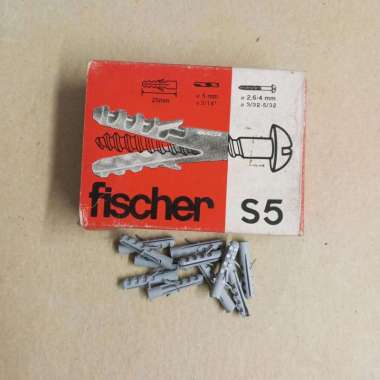 25mm
ø 5 mm
ø 3/16"
ø 2,6-4 mm
ø 3/32-5/32
fischer
S5